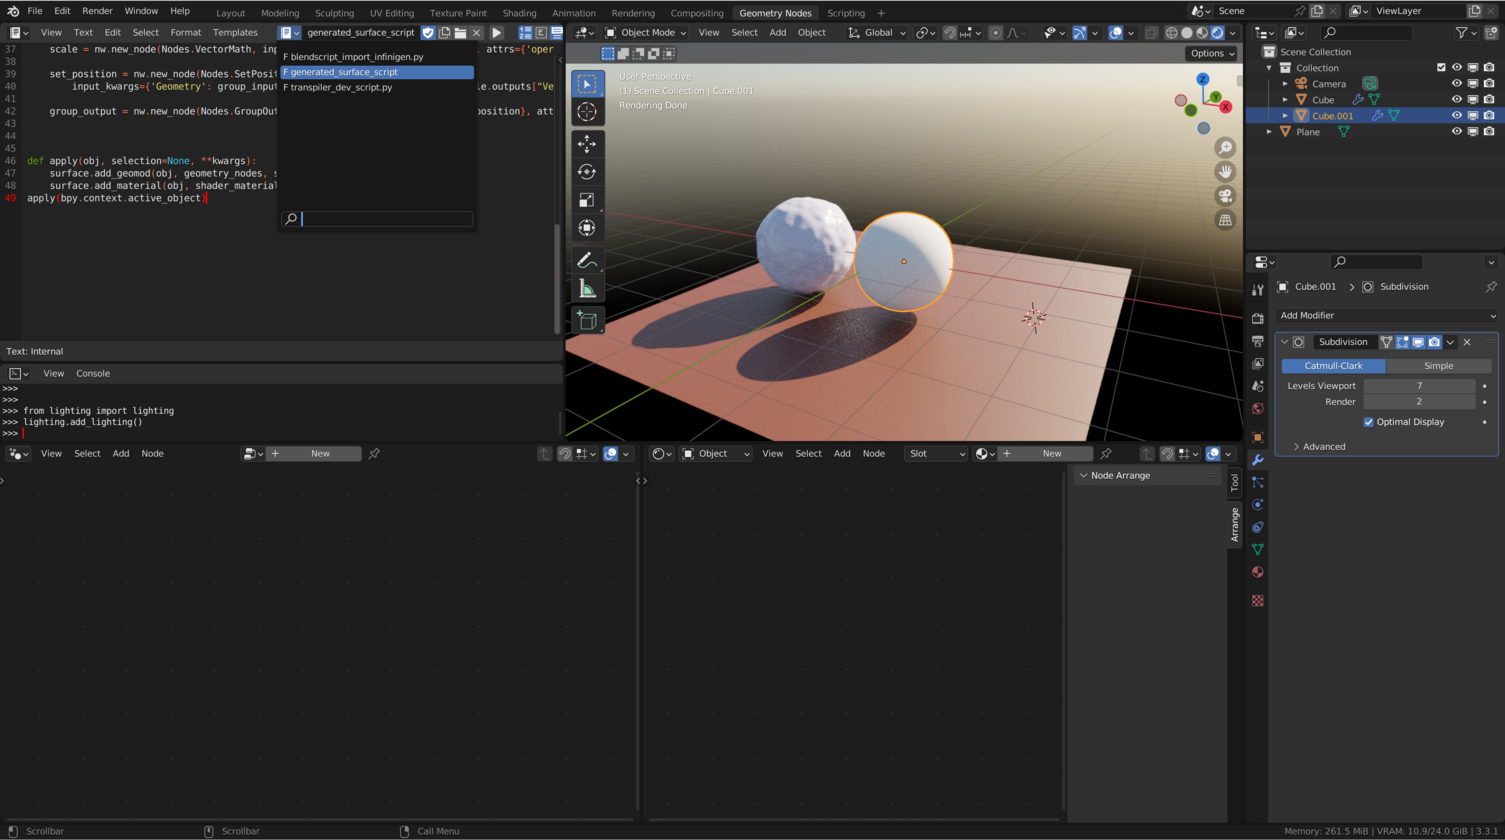 File Edit Render Window Help Layout Modeling Sculpting UV Editing Texture Paint Shading Animation Rendering Compositing Geometry Nodes Scripting + Scene ViewLayer
View Text Edit Select Format Templates generated_surface_script
Object Mode View Select Add Object Global
Options
37 scale = nw.new_node(Nodes.VectorMath, inp attrs={'oper
38
39 set_position = nw.new_node(Nodes.SetPosit
40 input_kwargs={'Geometry': group_input le.outputs["Ve
41
42 group_output = nw.new_node(Nodes.GroupOut position}, att
43
44
45
46 def apply(obj, selection=None, **kwargs):
47 surface.add_geomod(obj, geometry_nodes, s
48 surface.add_material(obj, shader_material
49 apply(bpy.context.active_object)
F blendscript_import_infinigen.py
F generated_surface_script
F transpiler_dev_script.py
Text: Internal
View Console
>>>
>>>
>>> from lighting import lighting
>>> lighting.add_lighting()
>>>
User Perspective
(1) Scene Collection | Cube.001
Rendering Done
Z
Y
X
Scene Collection
Collection
Camera
Cube
Cube.001
Plane
Cube.001 > Subdivision
Add Modifier
Subdivision
Catmull-Clark Simple
Levels Viewport 7
Render 2
Optimal Display
Advanced
View Select Add Node + New
Object View Select Add Node Slot + New
Node Arrange
Tool
Arrange
Scrollbar Scrollbar Call Menu
Memory: 261.5 MiB | VRAM: 10.9/24.0 GiB | 3.3.1